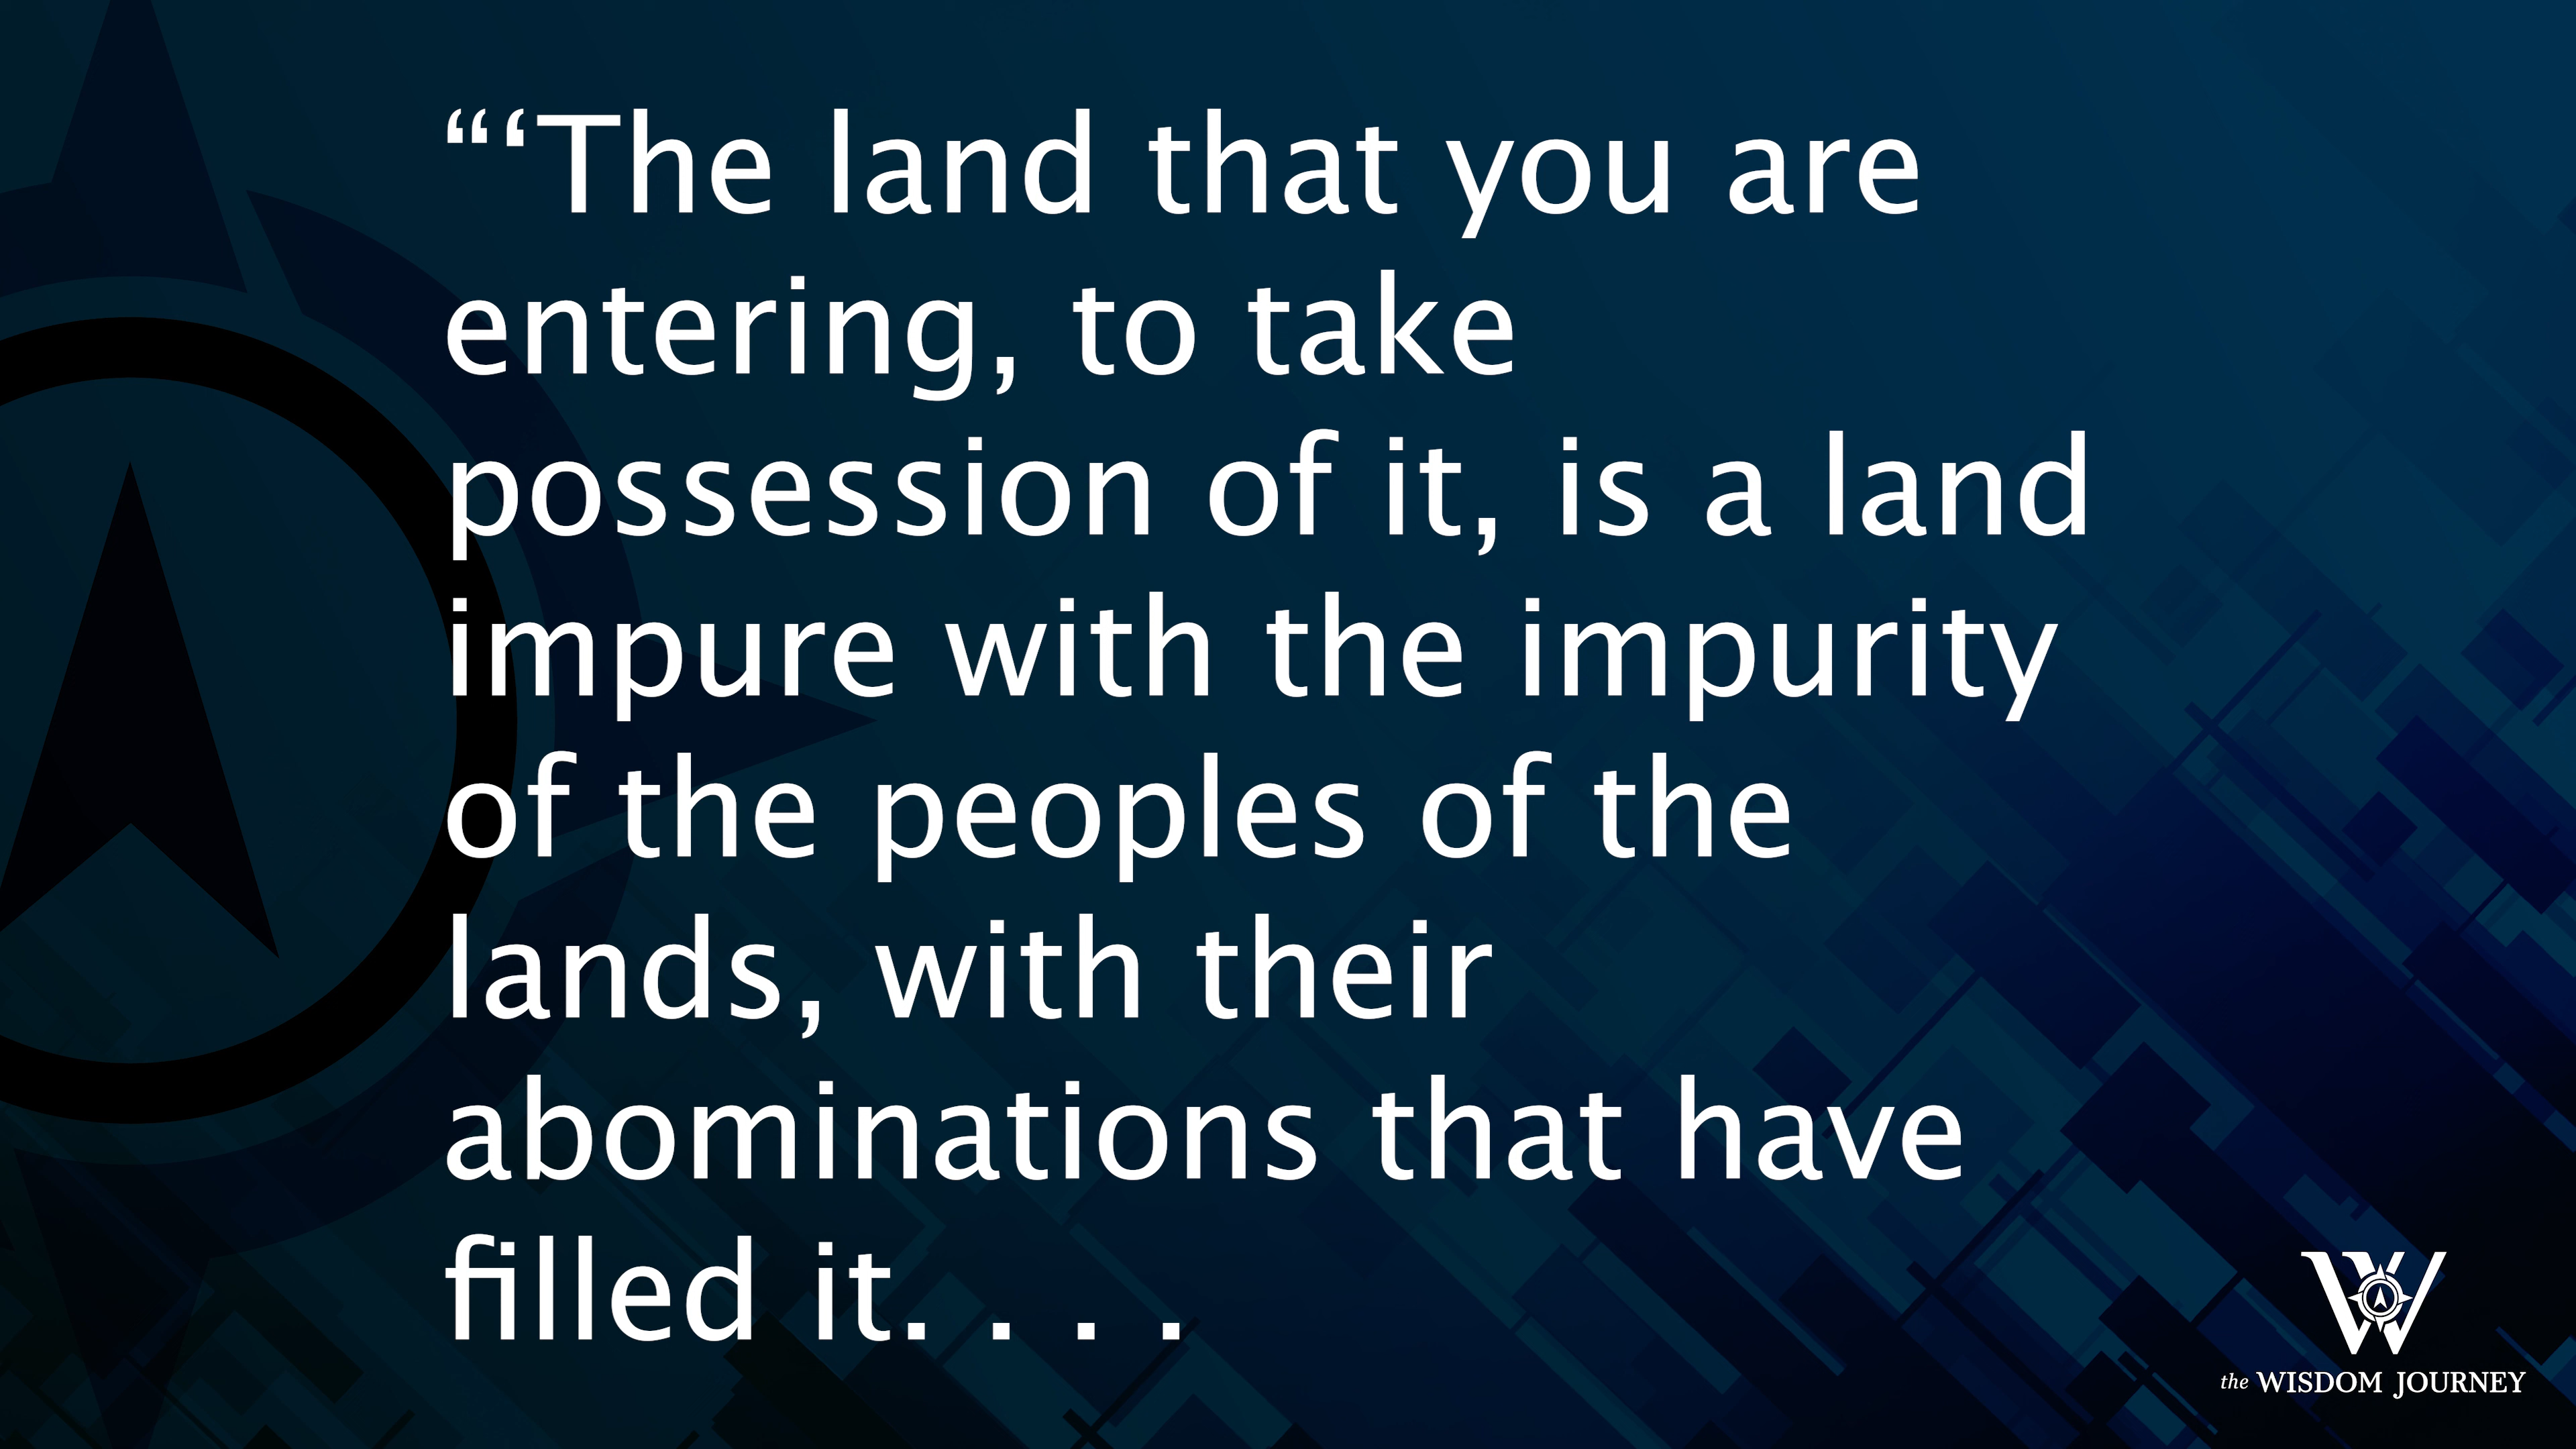 “‘The land that you are
entering, to take
possession of it, is a land
impure with the impurity
of the peoples of the
lands, with their
abominations that have
filled it. . . .
W
the WISDOM JOURNEY